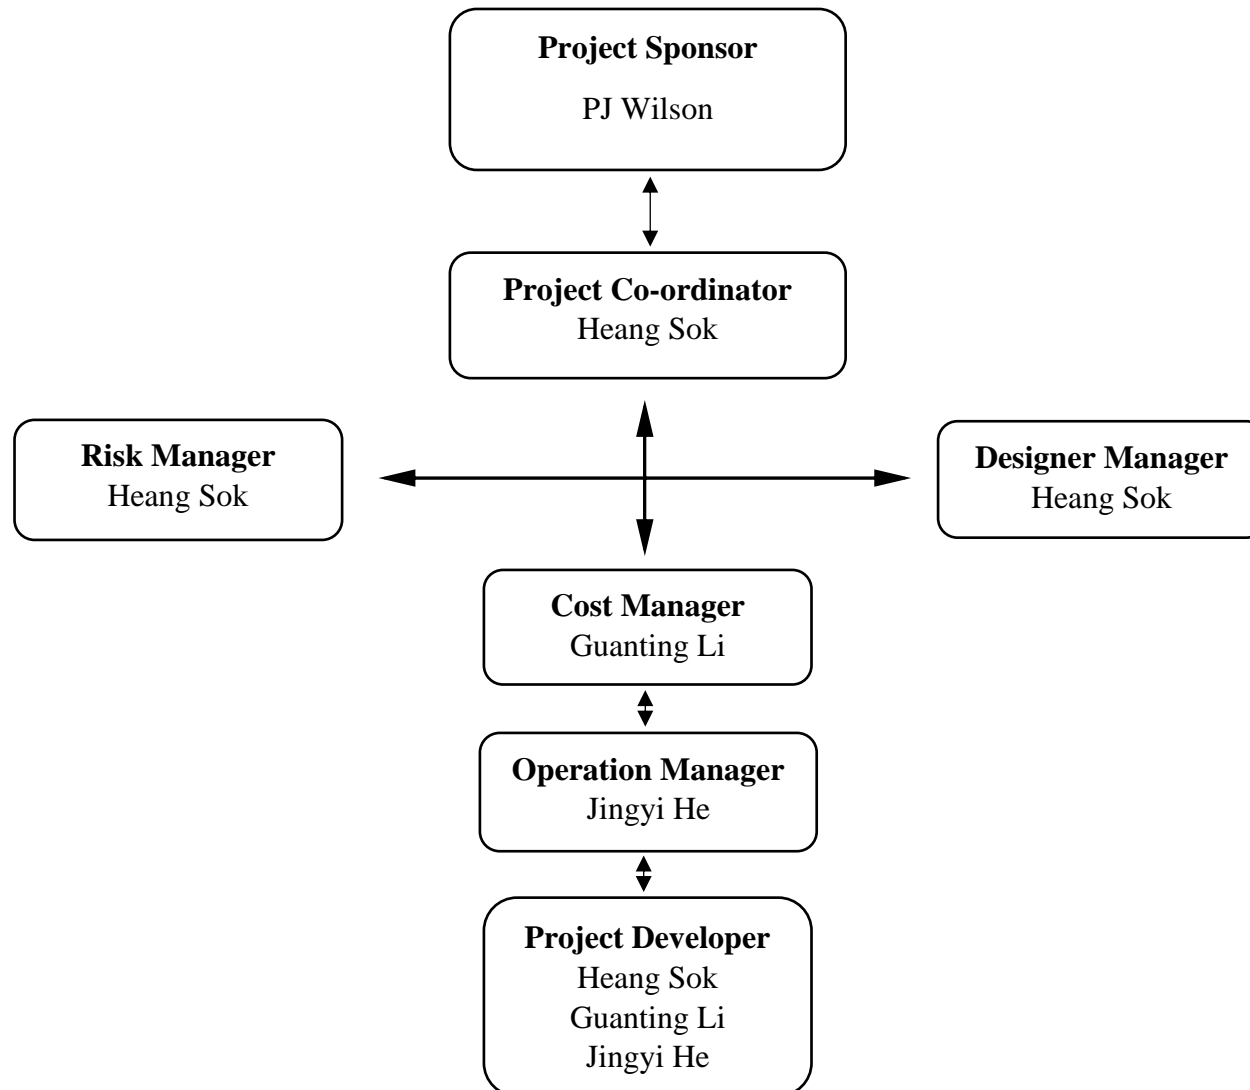 Project Sponsor
PJ Wilson
Project Co-ordinator
Heang Sok
Risk Manager
Heang Sok
Designer Manager
Heang Sok
Cost Manager
Guanting Li
Operation Manager
Jingyi He
Project Developer
Heang Sok
Guanting Li
Jingyi He